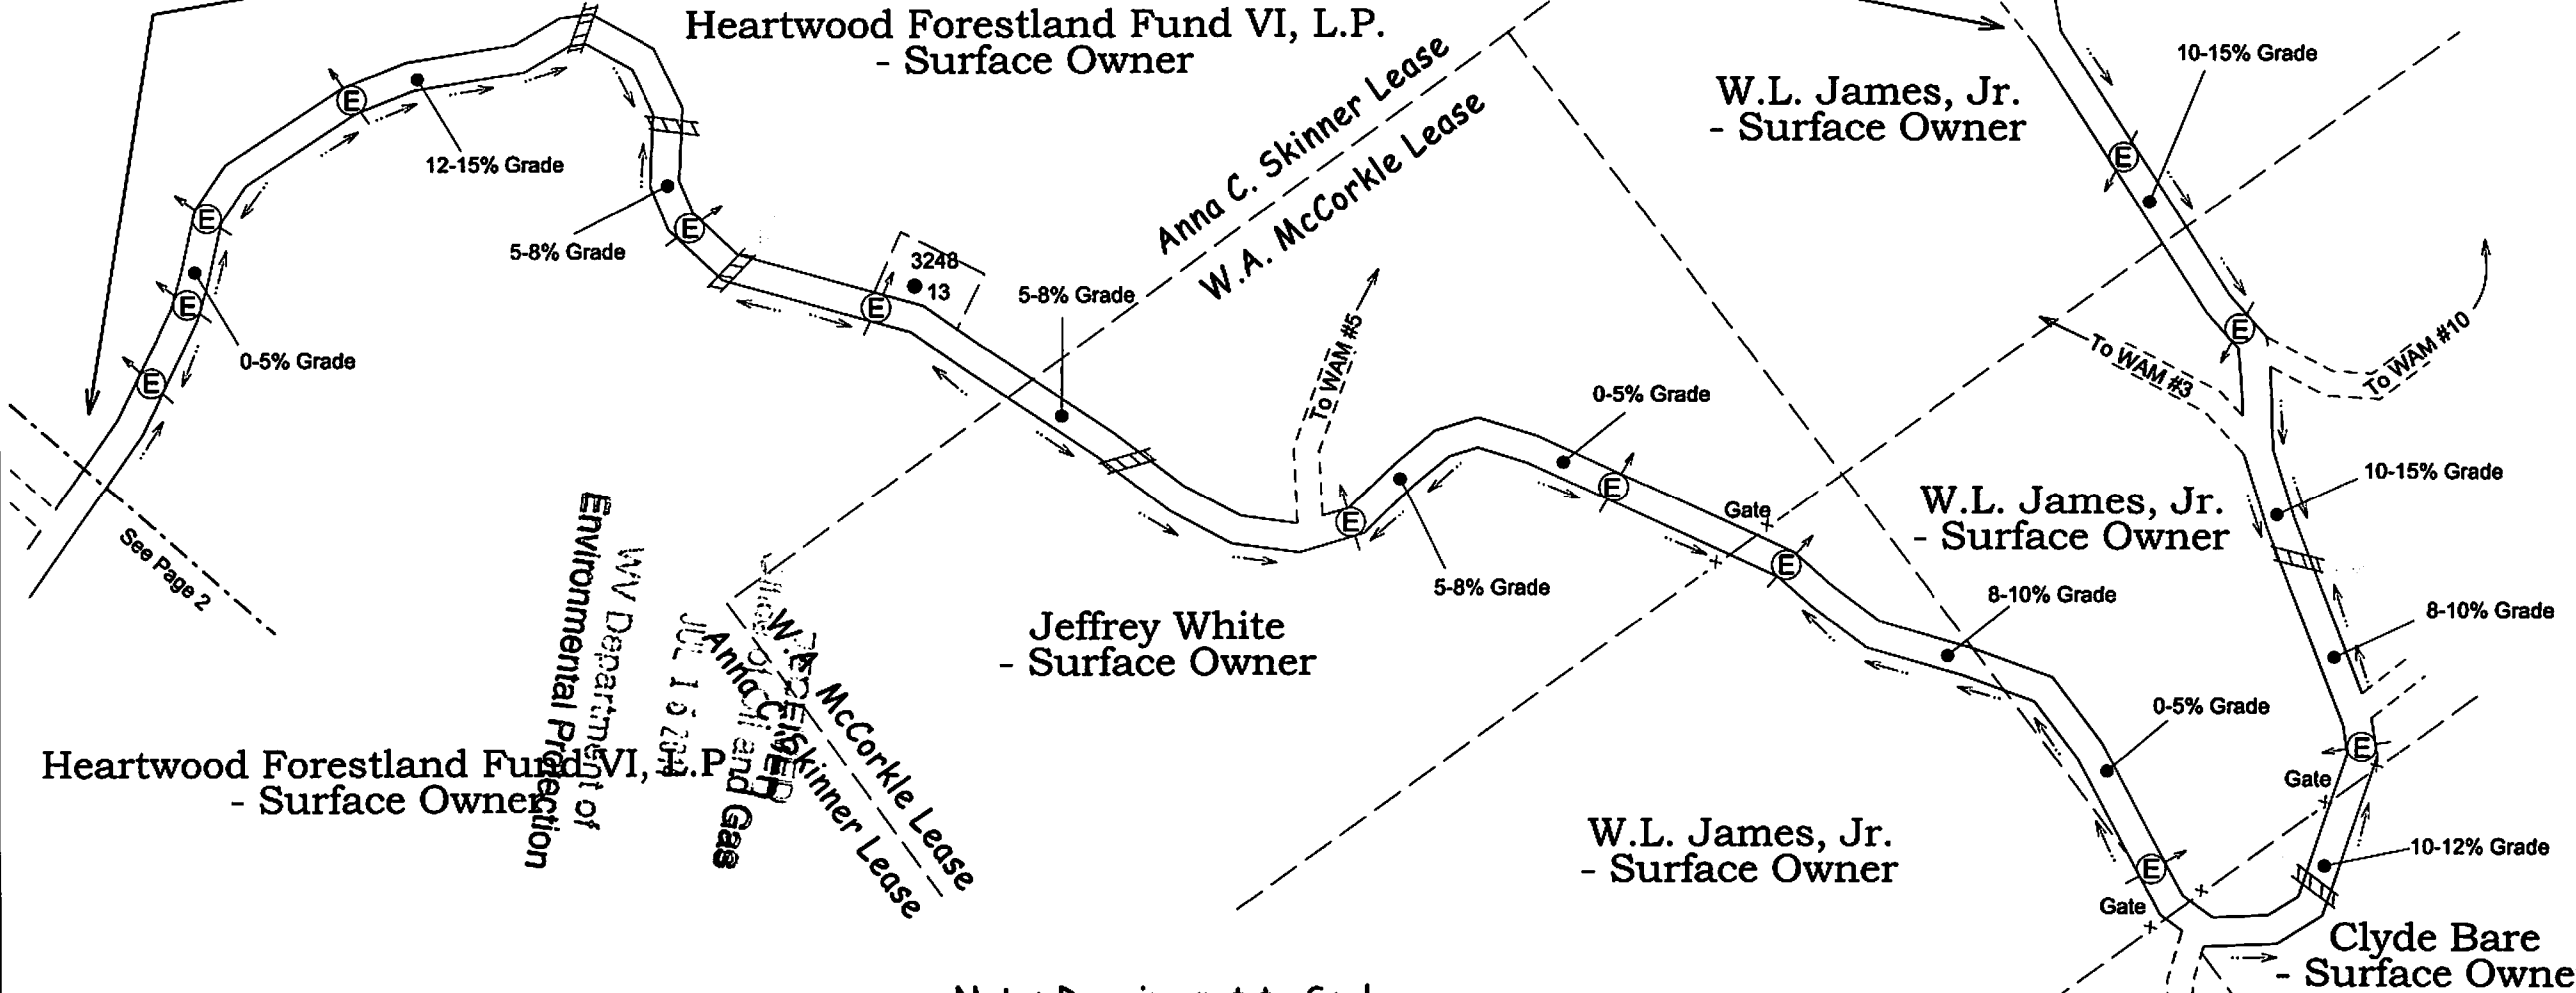 Heartwood Forestland Fund VI, L.P.
- Surface Owner
10-15% Grade
W.L. James, Jr.
- Surface Owner
12-15% Grade
Anna C. Skinner Lease
W.A. McCorkle Lease
5-8% Grade
3248
13
5-8% Grade
0-5% Grade
To WAM #5
To WAM #3
To WAM #10
0-5% Grade
E
E
E
E
E
E
E
E
E
E
E
E
E
E
See Page 2
10-15% Grade
Gate
W.L. James, Jr.
- Surface Owner
5-8% Grade
8-10% Grade
8-10% Grade
Jeffrey White
- Surface Owner
0-5% Grade
WV Department of
Environmental Protection
W.A. McCorkle Lease
Anna C. Skinner Lease
Heartwood Forestland Fund VI, L.P.
- Surface Owner
Gate
W.L. James, Jr.
- Surface Owner
10-12% Grade
Gate
Clyde Bare
- Surface Owne